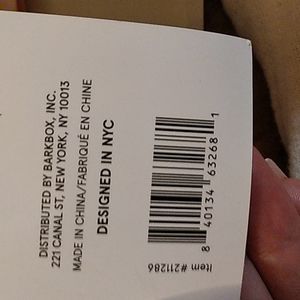 DISTRIBUTED BY BARKBOX, INC.
221 CANAL ST, NEW YORK, NY 10013
MADE IN CHINA/FABRIQUÉ EN CHINE
DESIGNED IN NYC
8 40134 63268 1
Item #211286